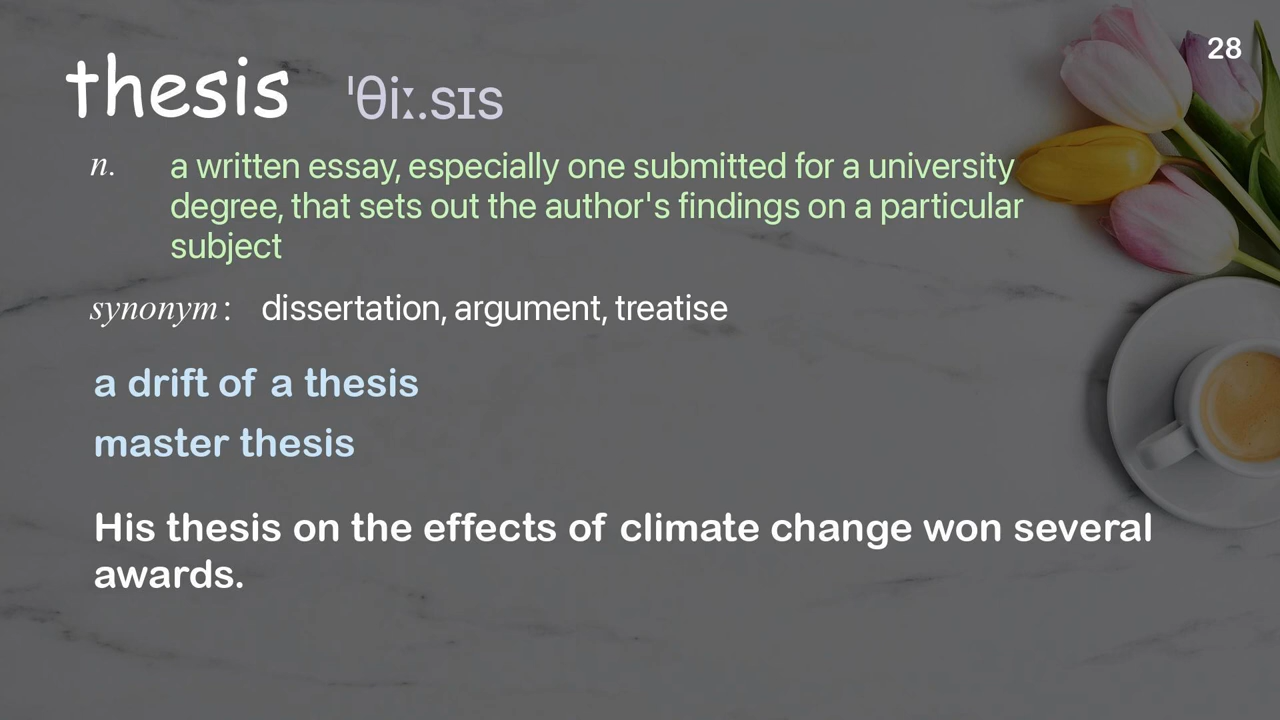 28
thesis ˈθiː.sɪs
n. a written essay, especially one submitted for a university
degree, that sets out the author's findings on a particular
subject
synonym: dissertation, argument, treatise
a drift of a thesis
master thesis
His thesis on the effects of climate change won several
awards.